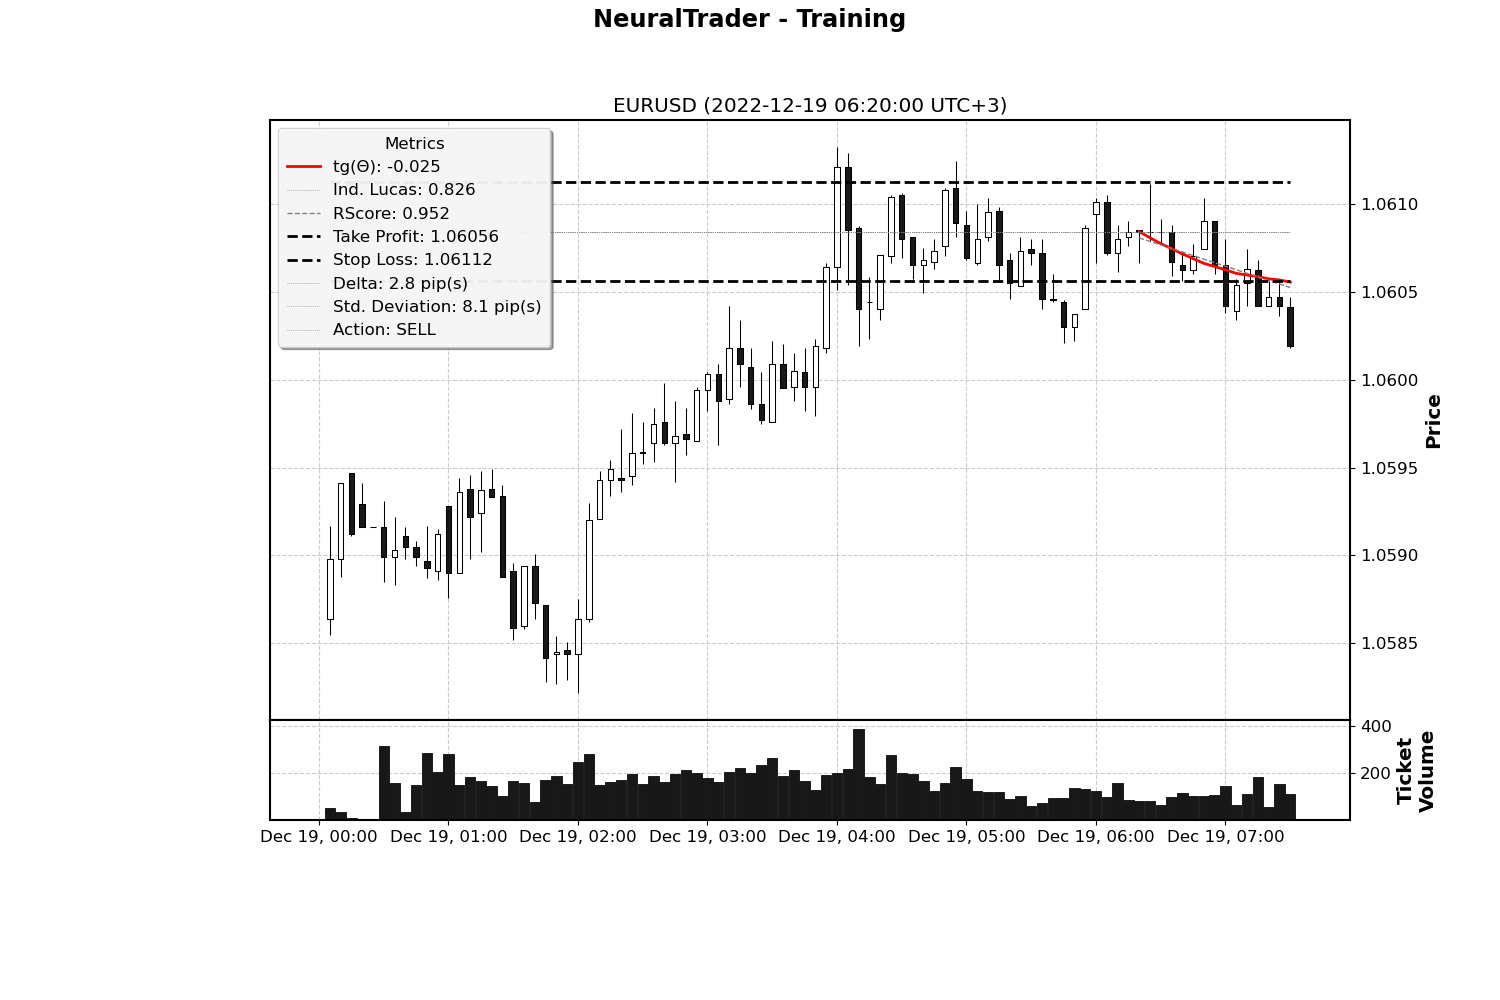 NeuralTrader - Training
EURUSD (2022-12-19 06:20:00 UTC+3)
Metrics
tg(Θ): -0.025
Ind. Lucas: 0.826
RScore: 0.952
Take Profit: 1.06056
Stop Loss: 1.06112
Delta: 2.8 pip(s)
Std. Deviation: 8.1 pip(s)
Action: SELL
1.0610
1.0605
1.0600
1.0595
1.0590
1.0585
Price
400
200
Ticket
Volume
Dec 19, 00:00
Dec 19, 01:00
Dec 19, 02:00
Dec 19, 03:00
Dec 19, 04:00
Dec 19, 05:00
Dec 19, 06:00
Dec 19, 07:00